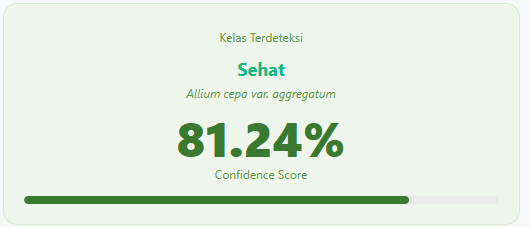 Kelas Terdeteksi
Sehat
Allium cepa var. aggregatum
81.24%
Confidence Score